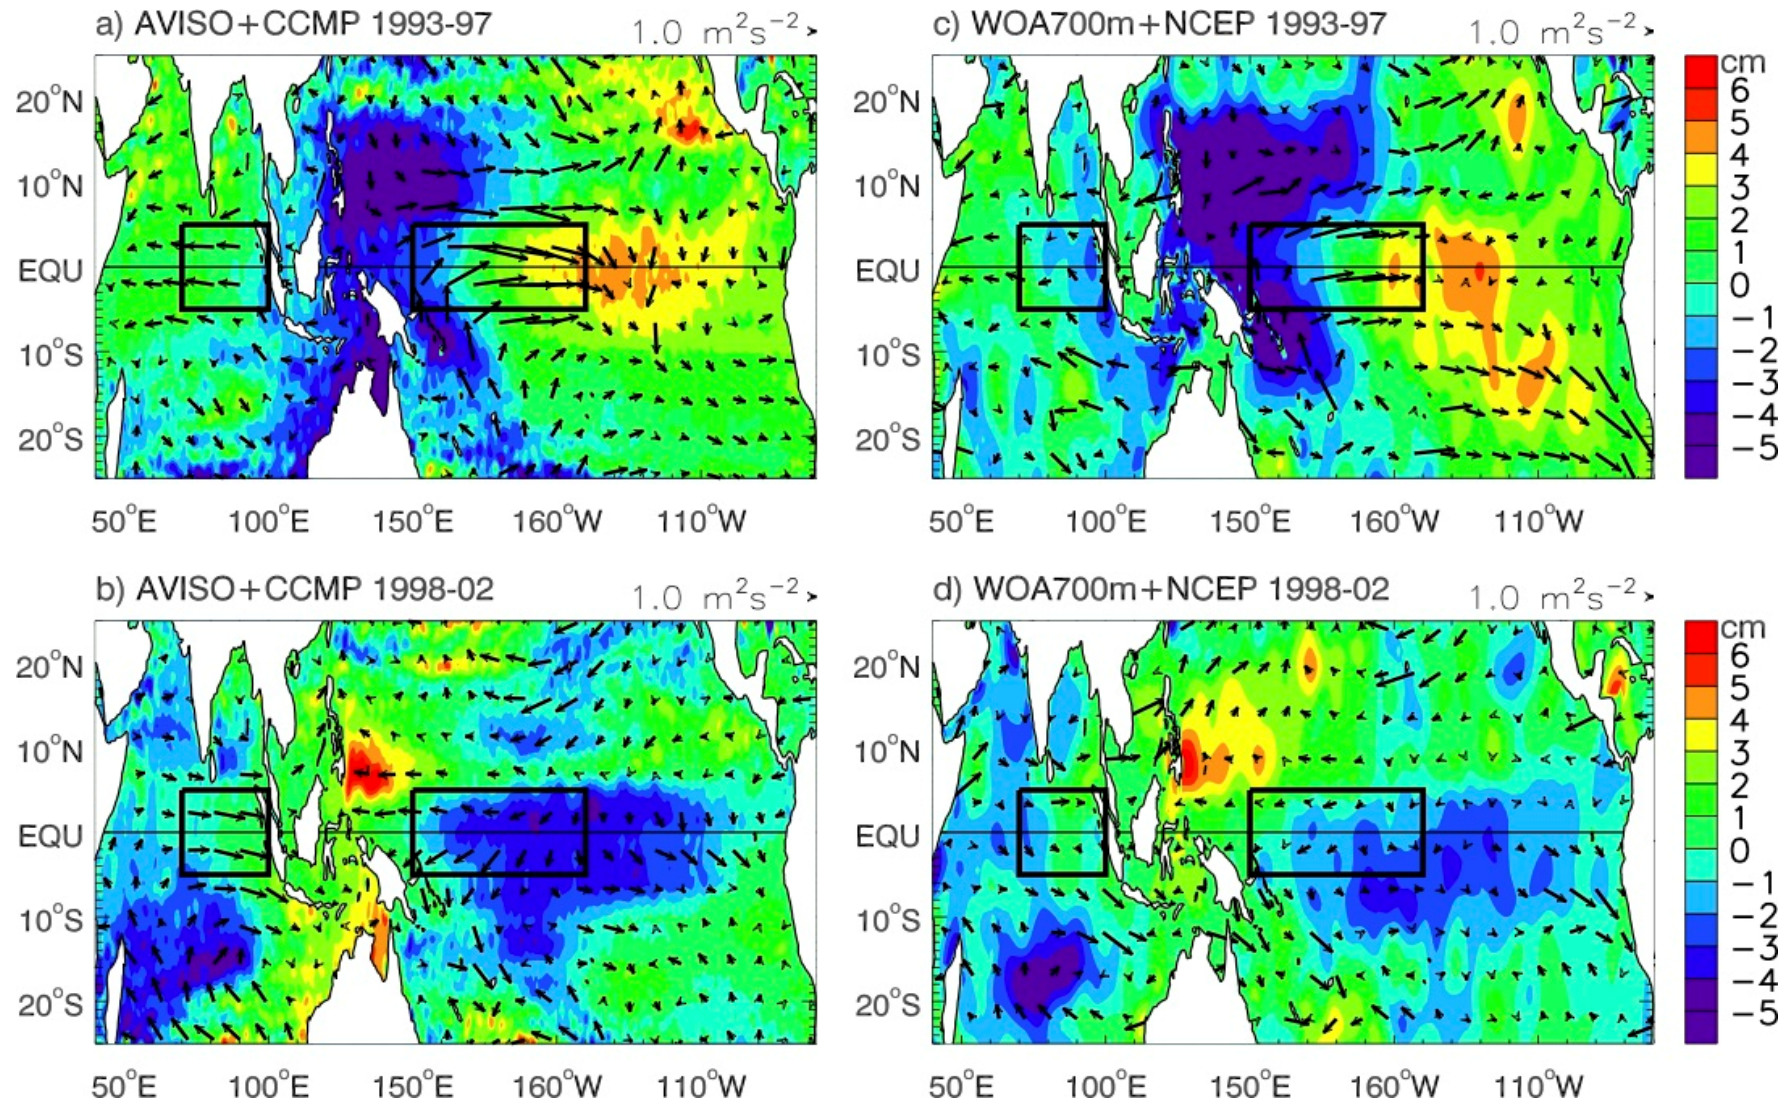 a) AVISO+CCMP 1993-97 1.0 m²s⁻²
c) WOA700m+NCEP 1993-97 1.0 m²s⁻²
cm
20°N
10°N
EQU
10°S
20°S
50°E 100°E 150°E 160°W 110°W
20°N
10°N
EQU
10°S
20°S
50°E 100°E 150°E 160°W 110°W
6
5
4
3
2
1
0
−1
−2
−3
−4
−5
b) AVISO+CCMP 1998-02 1.0 m²s⁻²
d) WOA700m+NCEP 1998-02 1.0 m²s⁻²
cm
20°N
10°N
EQU
10°S
20°S
50°E 100°E 150°E 160°W 110°W
20°N
10°N
EQU
10°S
20°S
50°E 100°E 150°E 160°W 110°W
6
5
4
3
2
1
0
−1
−2
−3
−4
−5